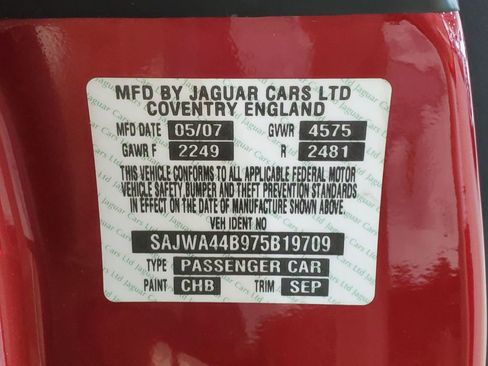 MFD BY JAGUAR CARS LTD
COVENTRY ENGLAND
MFD DATE 05/07 GVWR 4575
GAWR F 2249 R 2481
THIS VEHICLE CONFORMS TO ALL APPLICABLE FEDERAL MOTOR
VEHICLE SAFETY, BUMPER AND THEFT PREVENTION STANDARDS
IN EFFECT ON THE DATE OF MANUFACTURE SHOWN ABOVE.
VEH IDENT NO
SAJWA44B975B19709
TYPE PASSENGER CAR
PAINT CHB TRIM SEP